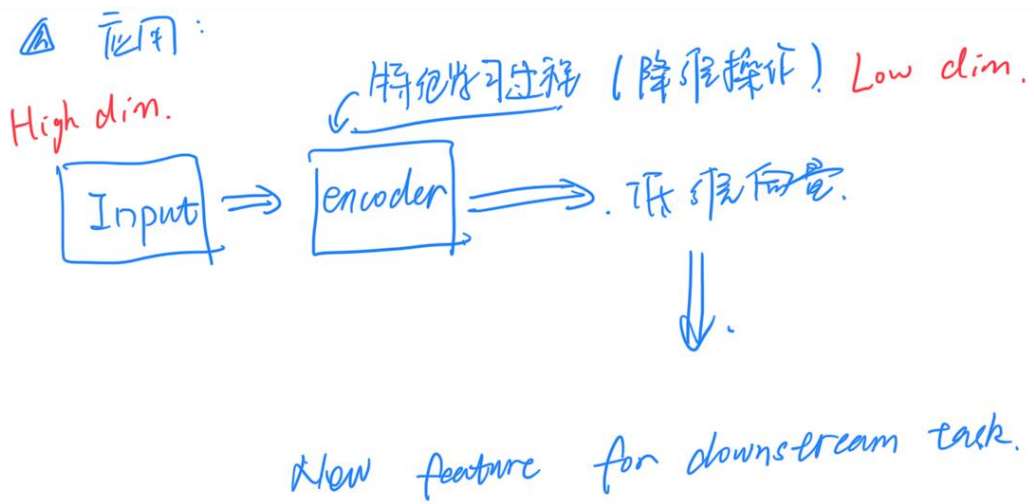 应用:
特征学习过程 (降维操作). Low dim.
High dim.
Input ⇒ encoder ⇒ . 低维向量.
New feature for downstream task.